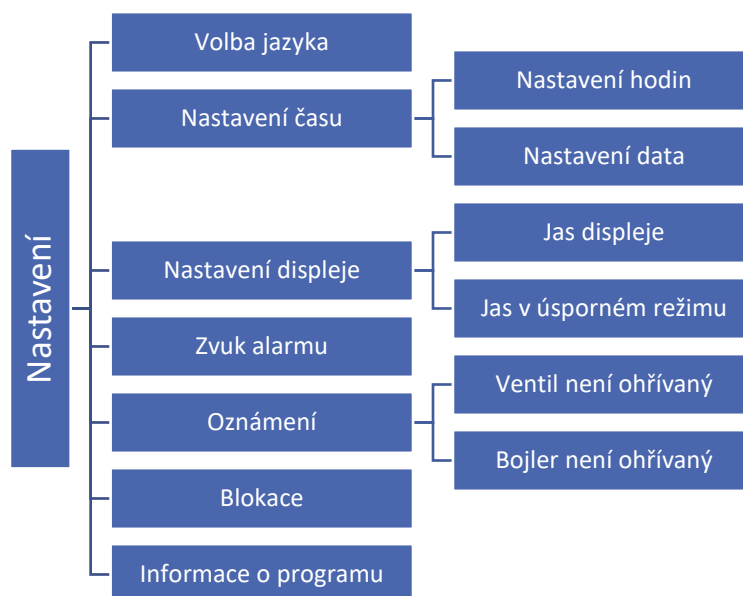 Nastavení
Volba jazyka
Nastavení času
Nastavení hodin
Nastavení data
Nastavení displeje
Jas displeje
Jas v úsporném režimu
Zvuk alarmu
Oznámení
Ventil není ohřívaný
Bojler není ohřívaný
Blokace
Informace o programu